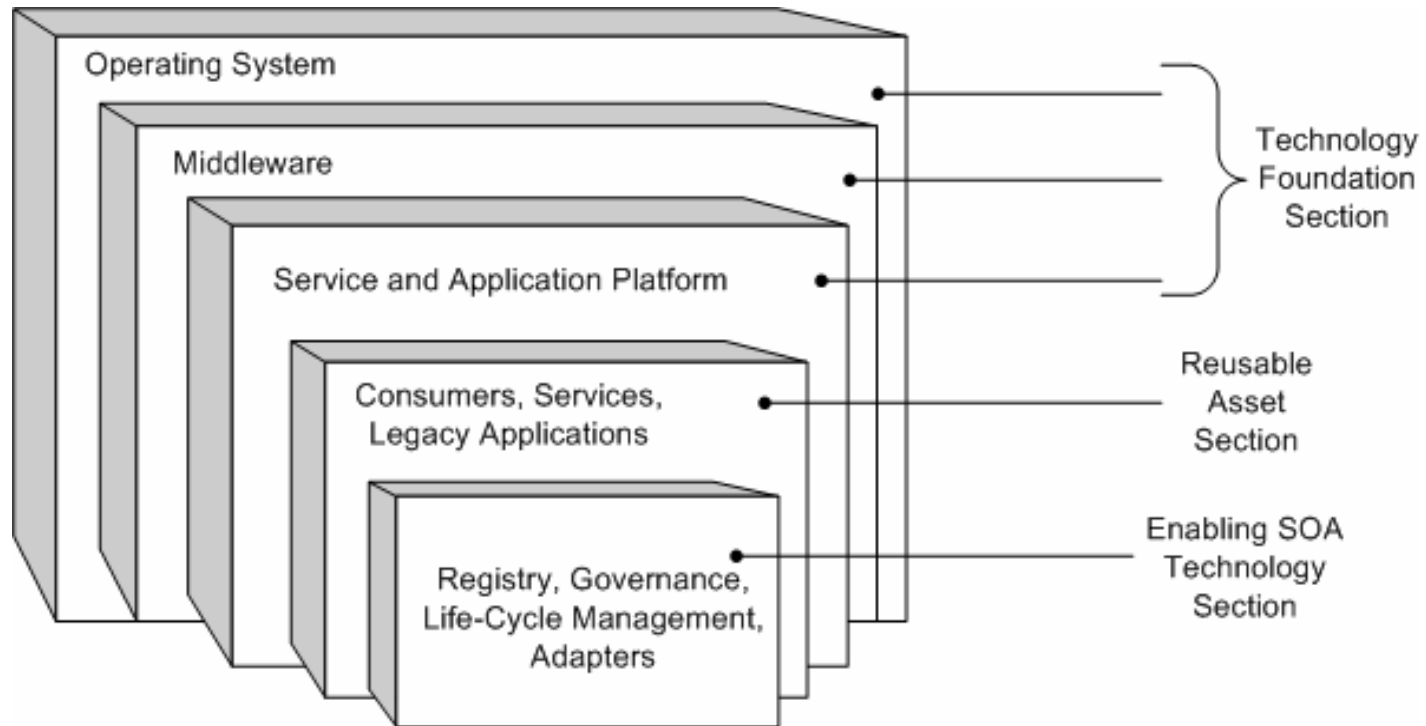 Operating System
Middleware
Service and Application Platform
Consumers, Services,
Legacy Applications
Registry, Governance,
Life-Cycle Management,
Adapters
Technology
Foundation
Section
Reusable
Asset
Section
Enabling SOA
Technology
Section